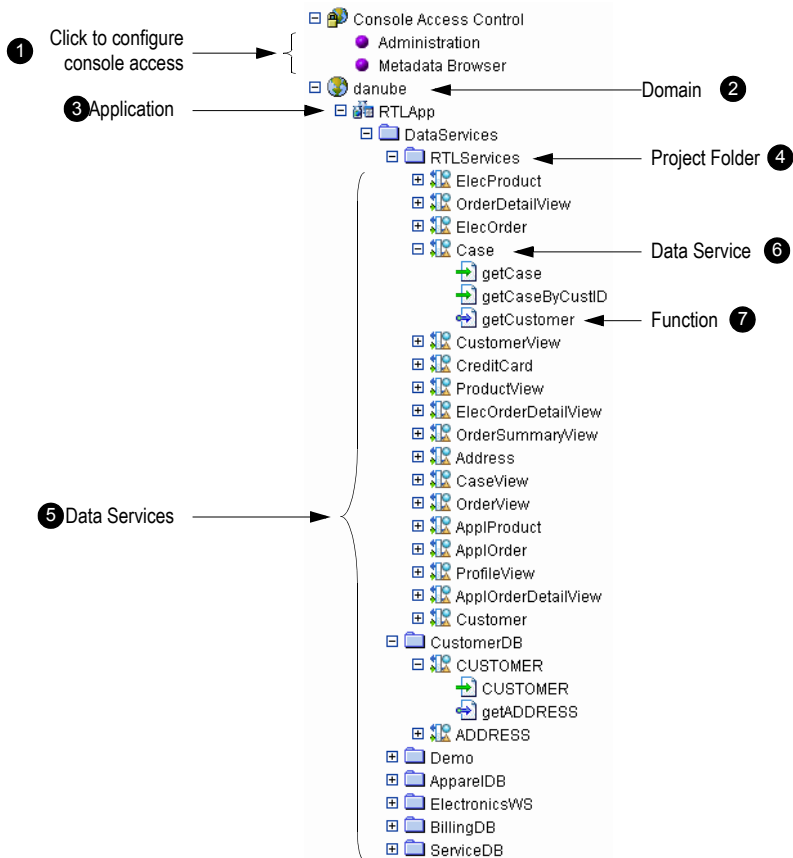 Console Access Control
1 Click to configure console access
Administration
Metadata Browser
danube
Domain 2
3 Application
RTLApp
DataServices
RTLServices
Project Folder 4
ElecProduct
OrderDetailView
ElecOrder
Case
Data Service 6
getCase
getCaseByCustID
getCustomer
Function 7
CustomerView
CreditCard
ProductView
ElecOrderDetailView
OrderSummaryView
Address
CaseView
OrderView
5 Data Services
ApplProduct
ApplOrder
ProfileView
ApplOrderDetailView
Customer
CustomerDB
CUSTOMER
CUSTOMER
getADDRESS
ADDRESS
Demo
ApparelDB
ElectronicsWS
BillingDB
ServiceDB